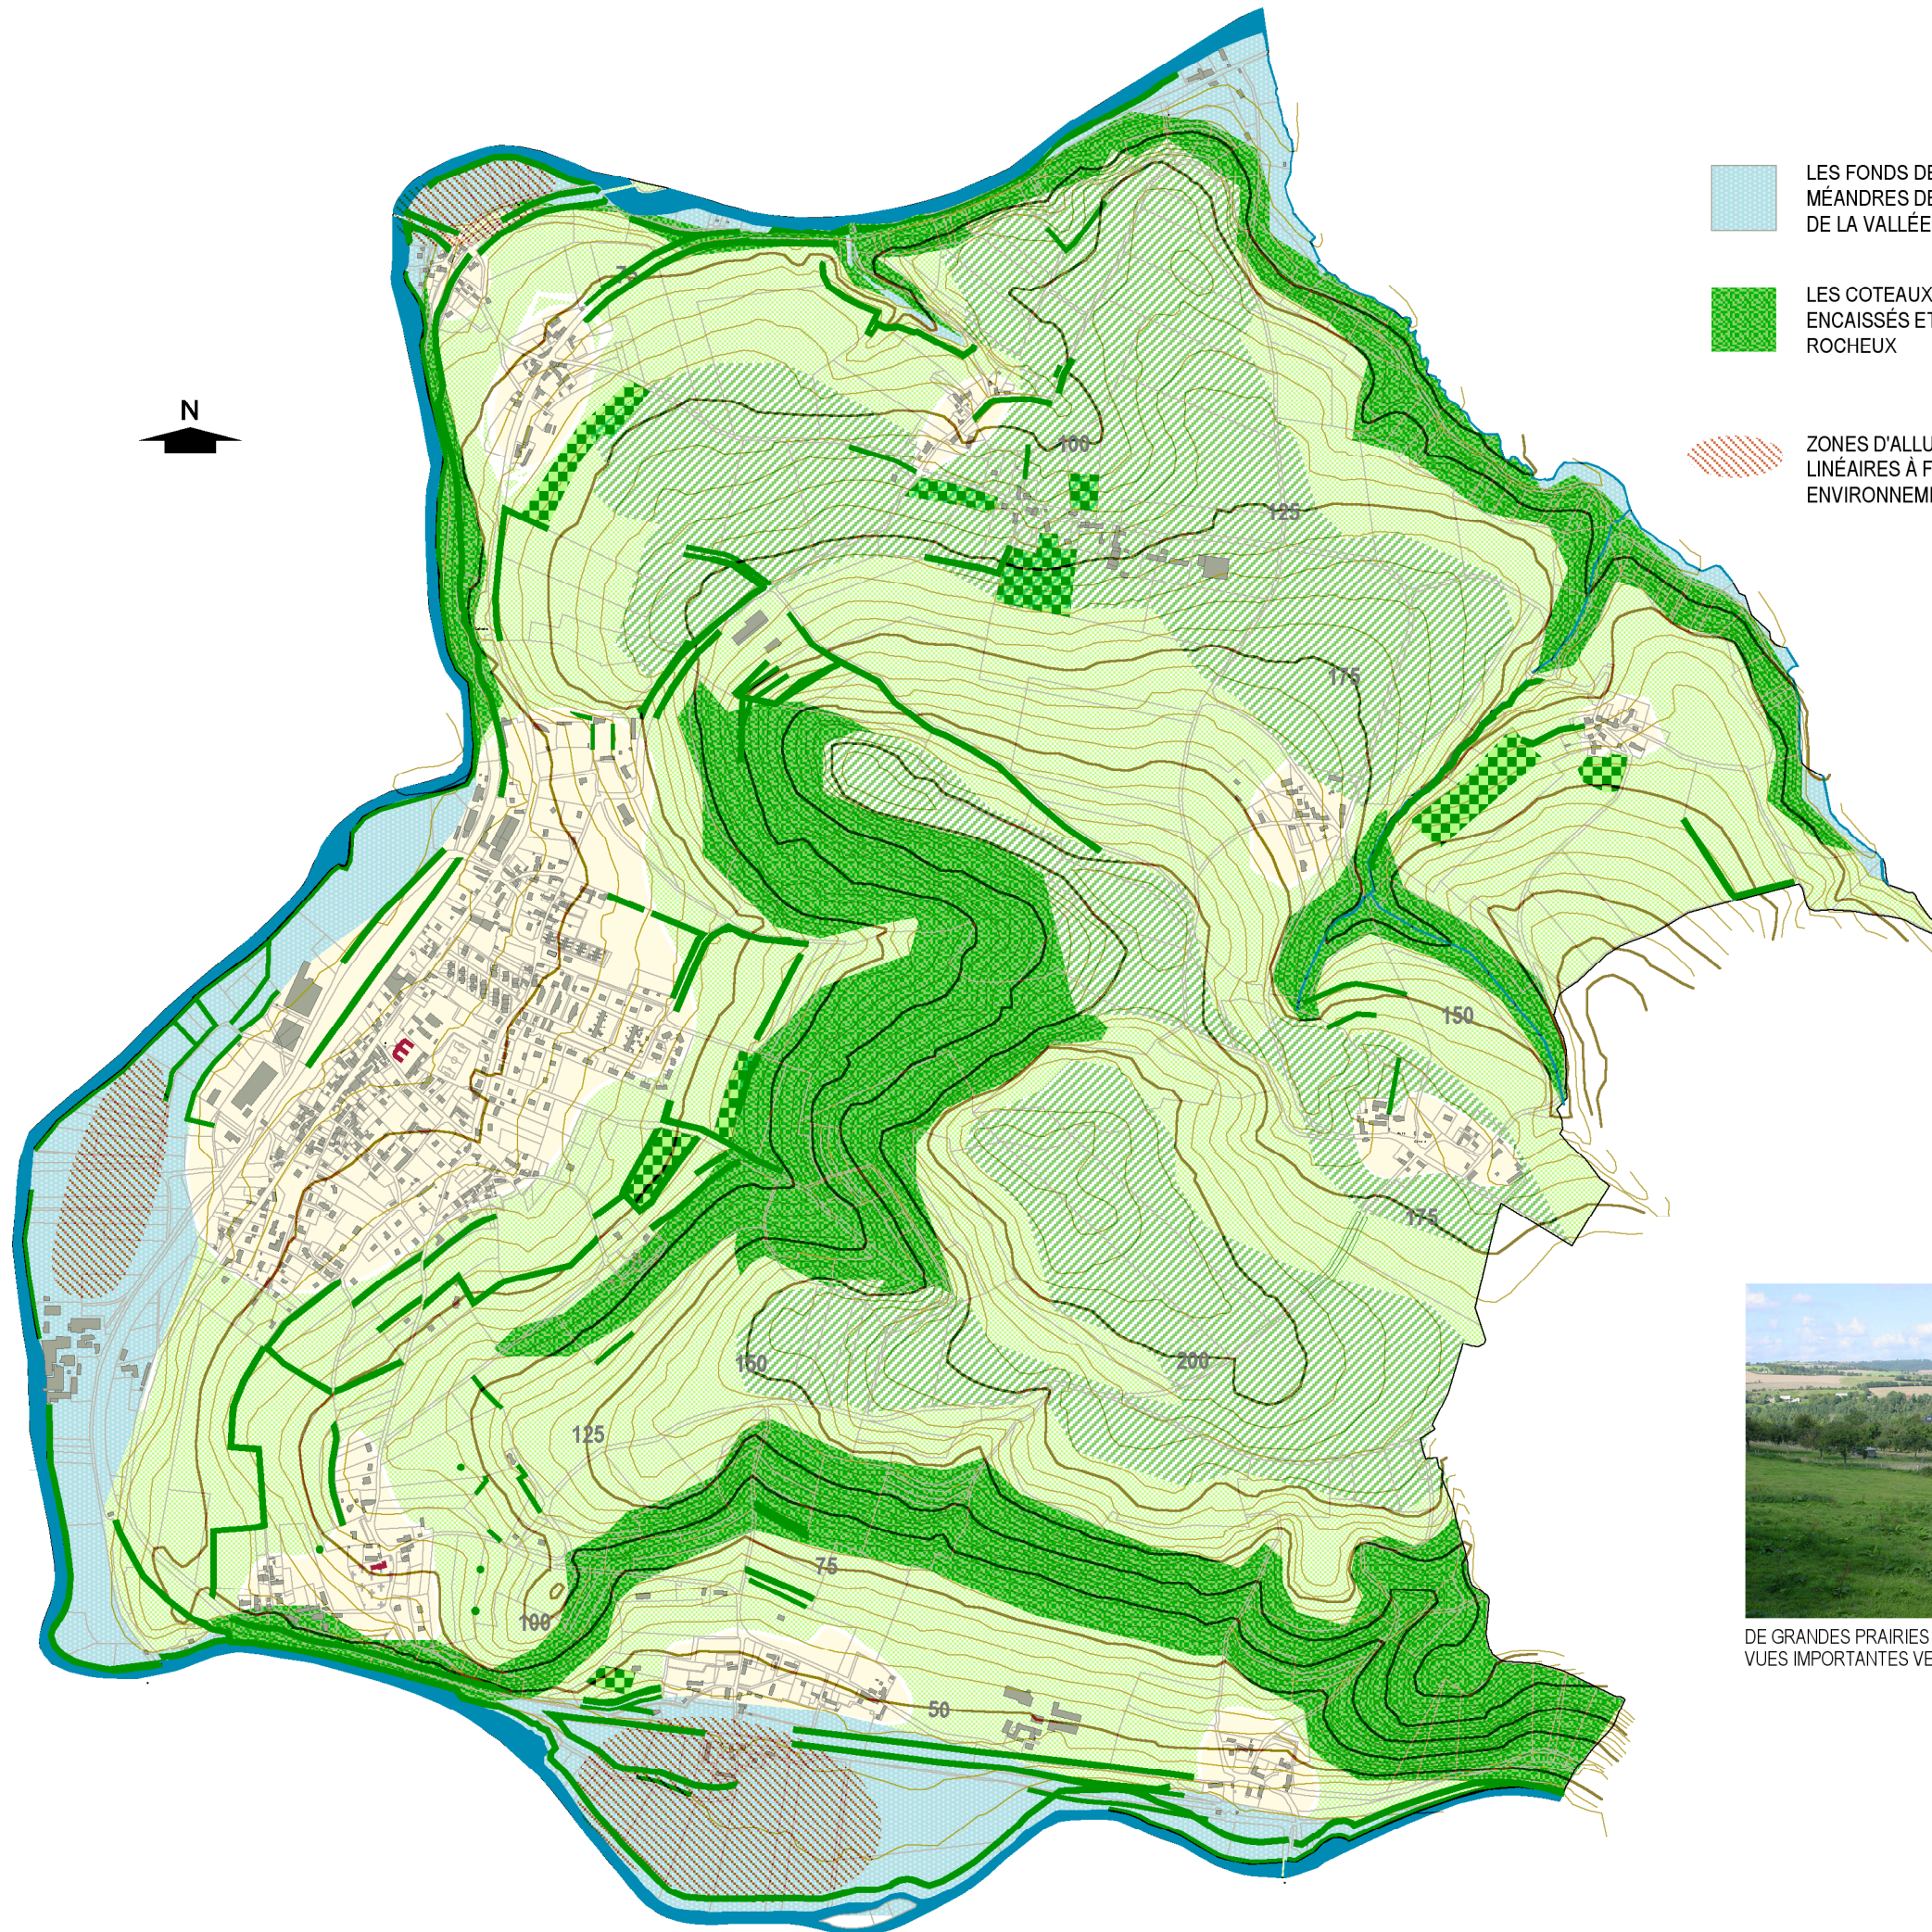 LES FONDS DE
MÉANDRES DE
DE LA VALLÉE
LES COTEAUX
ENCAISSÉS ET
ROCHEUX
N
ZONES D'ALLU
LINÉAIRES À F
ENVIRONNEME
75
100
125
175
150
175
150
200
125
75
100
50
DE GRANDES PRAIRIES
VUES IMPORTANTES VE